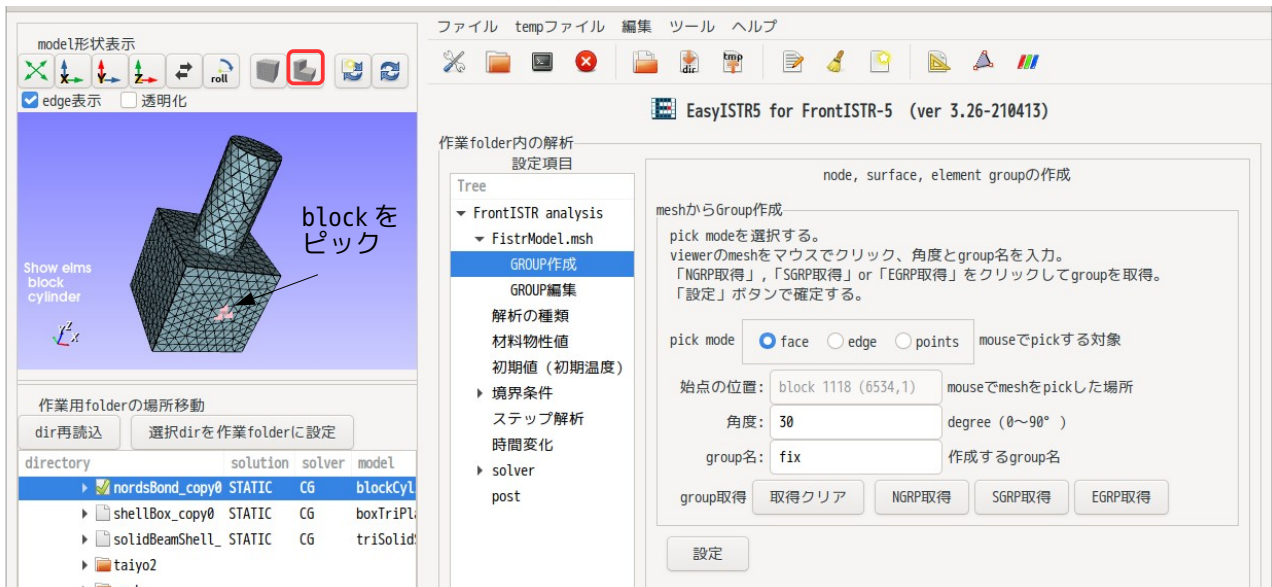 ファイル tempファイル 編集 ツール ヘルプ
model形状表示
X
Y
Z
roll
dir
tmp
edge表示 透明化
EasyISTR5 for FrontISTR-5 (ver 3.26-210413)
block を
ピック
Show elms
block
cylinder
Z
Y
X
作業用folderの場所移動
dir再読込 選択dirを作業folderに設定
directory solution solver model
nordsBond_copy0 STATIC CG blockCyl
shellBox_copy0 STATIC CG boxTriPl
solidBeamShell_ STATIC CG triSolid
taiyo2
作業folder内の解析
設定項目
Tree
FrontISTR analysis
FistrModel.msh
GROUP作成
GROUP編集
解析の種類
材料物性値
初期値 (初期温度)
境界条件
ステップ解析
時間変化
solver
post
node, surface, element groupの作成
meshからGroup作成
pick modeを選択する。
viewerのmeshをマウスでクリック、角度とgroup名を入力。
「NGRP取得」,「SGRP取得」or「EGRP取得」をクリックしてgroupを取得。
「設定」ボタンで確定する。
pick mode face edge points mouseでpickする対象
始点の位置: block 1118 (6534,1) mouseでmeshをpickした場所
角度: 30 degree (0～90° )
group名: fix 作成するgroup名
group取得 取得クリア NGRP取得 SGRP取得 EGRP取得
設定